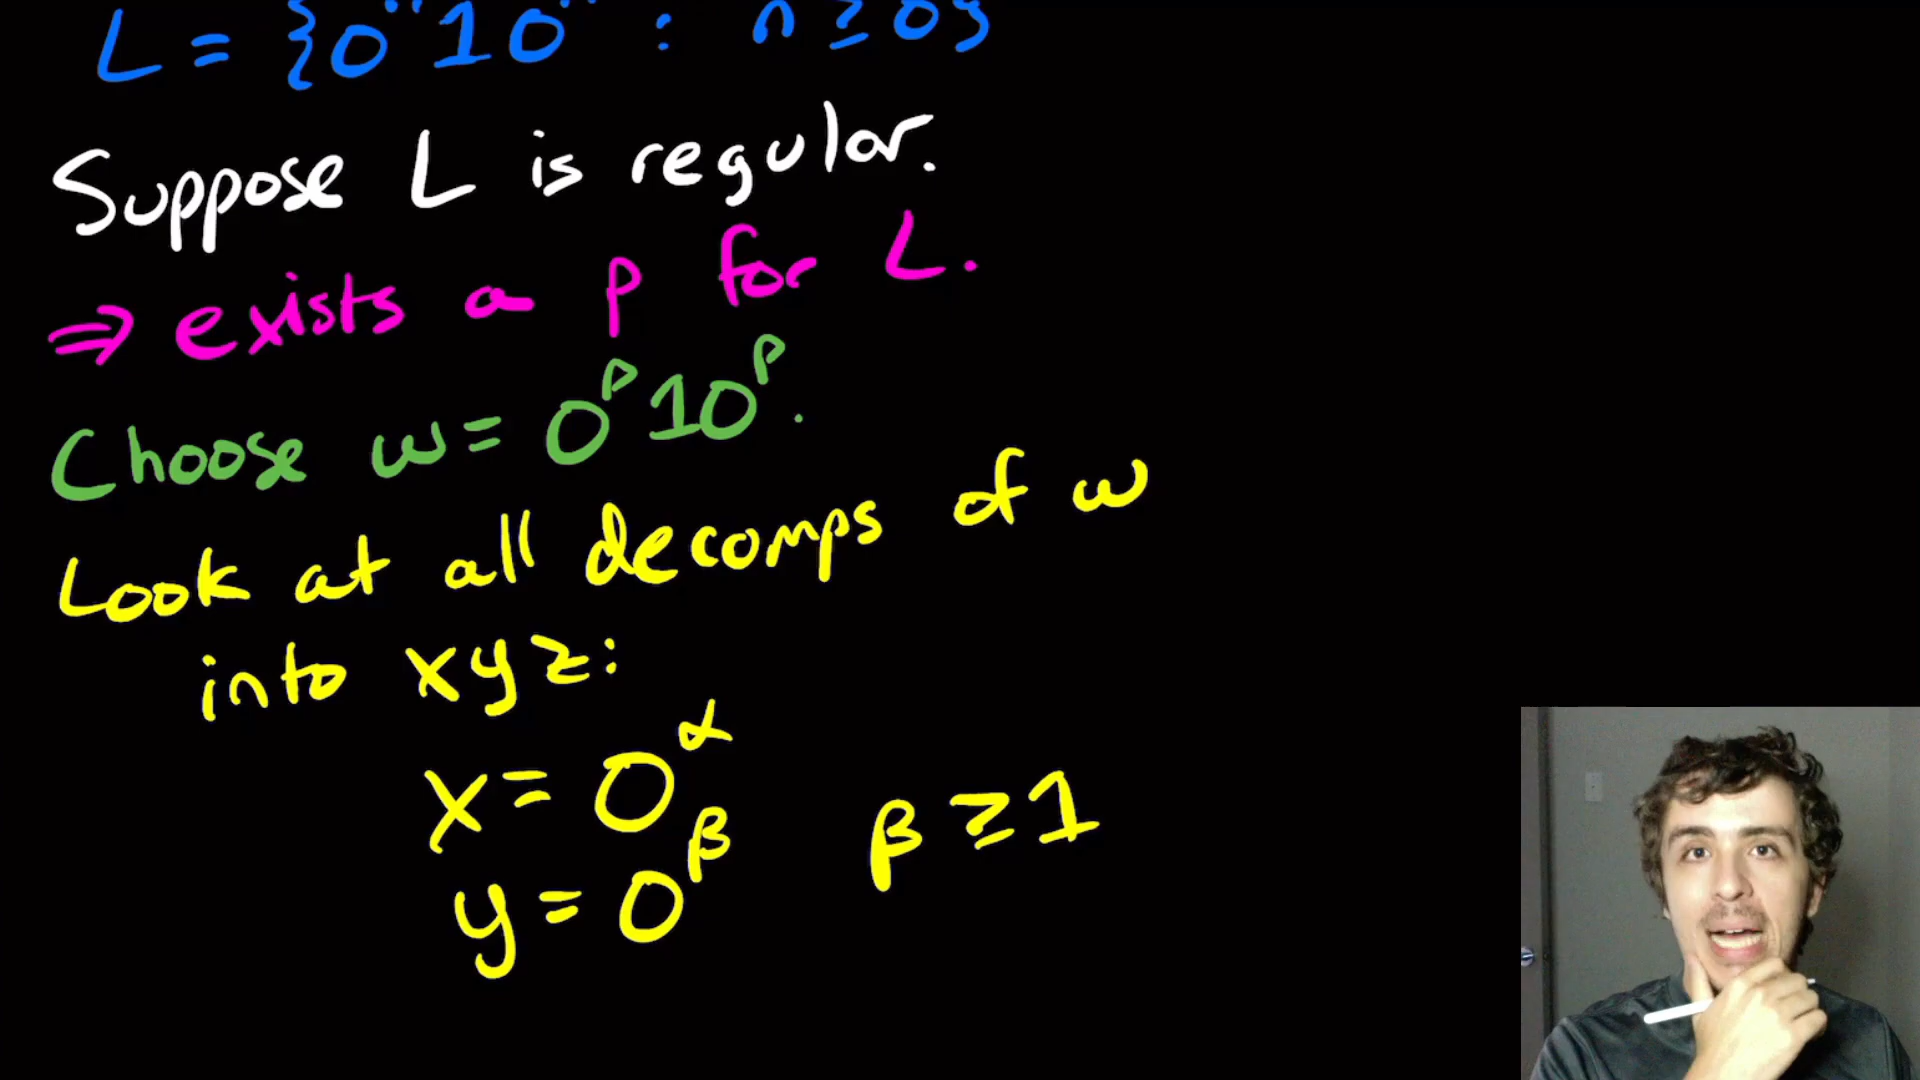 L = {0ⁿ10ⁿ : n ≥ 0}
Suppose L is regular.
⇒ exists a p for L.
Choose w = 0ᵖ10ᵖ.
Look at all decomps of w
into xyz:
x = 0^α
y = 0^β β ≥ 1